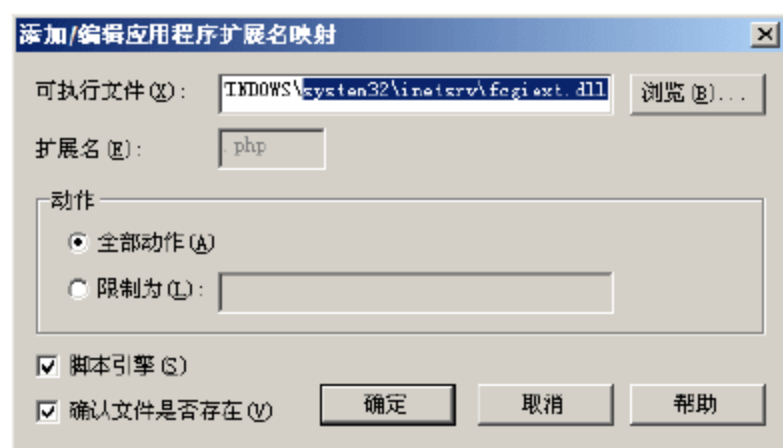 添加/编辑应用程序扩展名映射
可执行文件(X): INDOWS\system32\inetsrv\fcgiext.dll 浏览(B)...
扩展名(E): .php
动作
全部动作(A)
限制为(L):
脚本引擎(S)
确认文件是否存在(V) 确定 取消 帮助